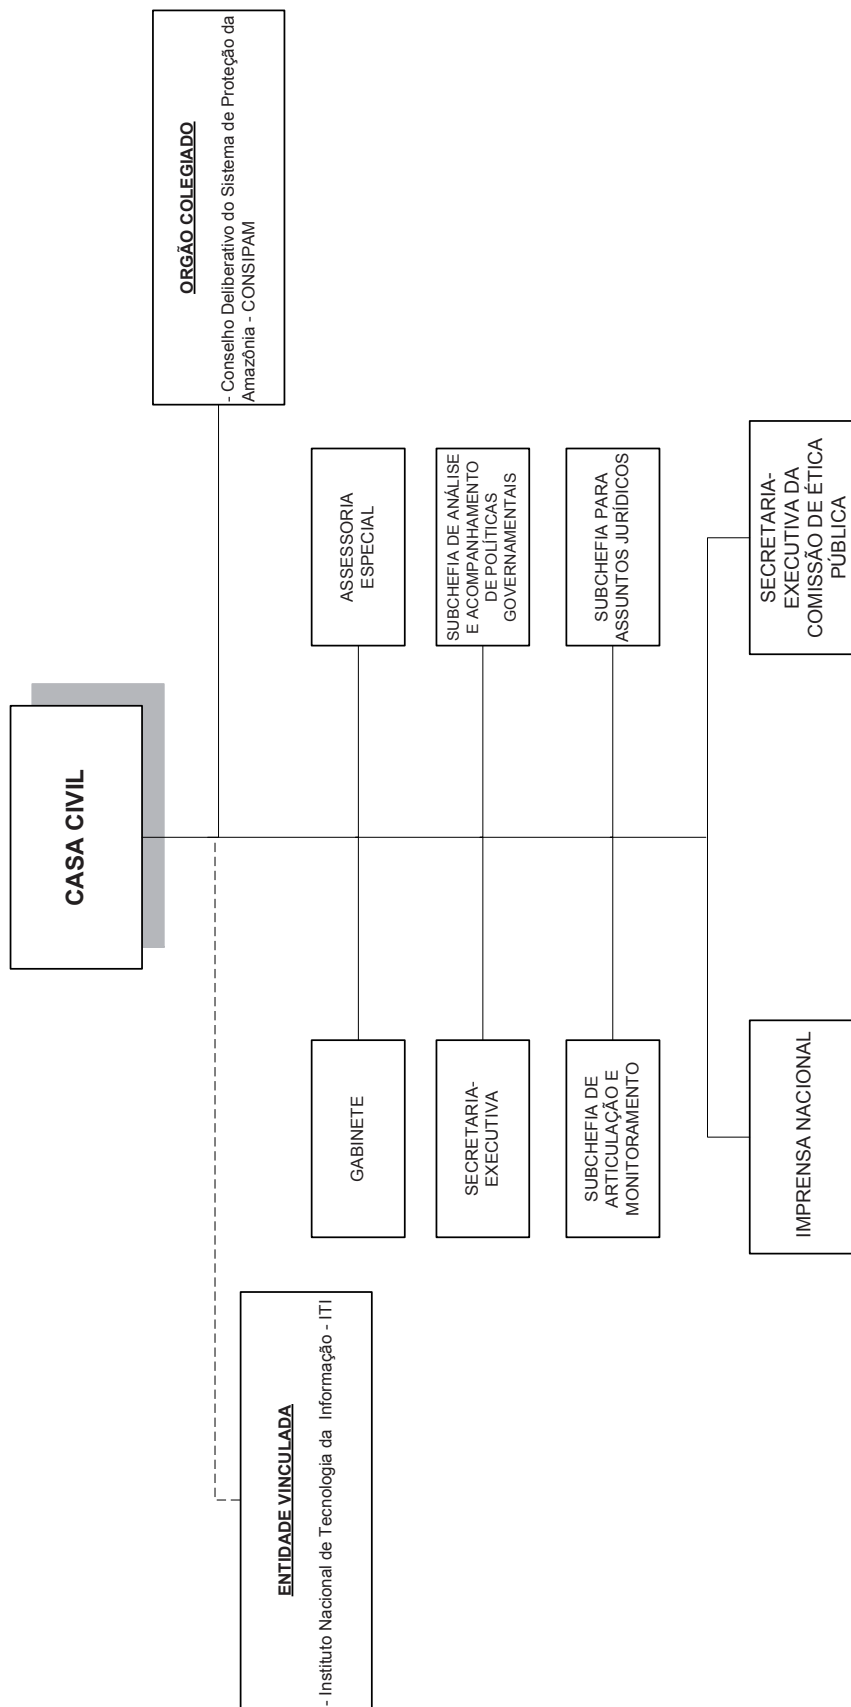 CASA CIVIL
ORGÃO COLEGIADO
- Conselho Deliberativo do Sistema de Proteção da
Amazônia - CONSIPAM
ENTIDADE VINCULADA
- Instituto Nacional de Tecnologia da Informação - ITI
GABINETE
ASSESSORIA
ESPECIAL
SECRETARIA-
EXECUTIVA
SUBCHEFIA DE ANÁLISE
E ACOMPANHAMENTO
DE POLÍTICAS
GOVERNAMENTAIS
SUBCHEFIA DE
ARTICULAÇÃO E
MONITORAMENTO
SUBCHEFIA PARA
ASSUNTOS JURÍDICOS
IMPRENSA NACIONAL
SECRETARIA-
EXECUTIVA DA
COMISSÃO DE ÉTICA
PÚBLICA